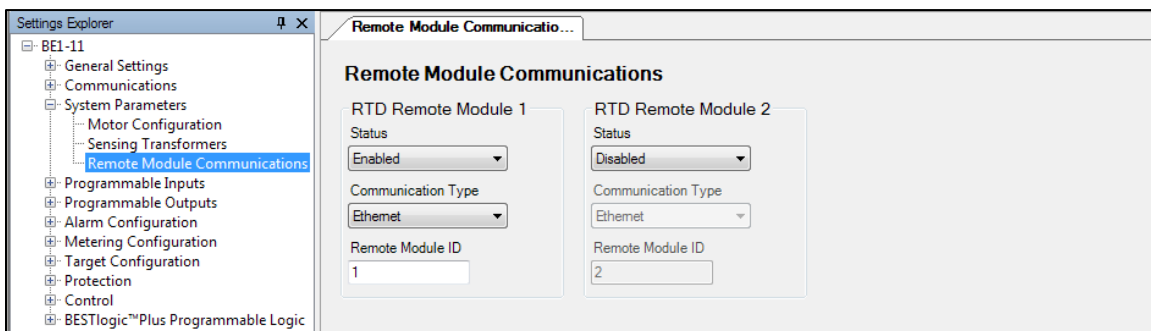 Settings Explorer
BE1-11
General Settings
Communications
System Parameters
Motor Configuration
Sensing Transformers
Remote Module Communications
Programmable Inputs
Programmable Outputs
Alarm Configuration
Metering Configuration
Target Configuration
Protection
Control
BESTlogic™Plus Programmable Logic
Remote Module Communicatio...
Remote Module Communications
RTD Remote Module 1
Status
Enabled
Communication Type
Ethernet
Remote Module ID
1
RTD Remote Module 2
Status
Disabled
Communication Type
Ethernet
Remote Module ID
2